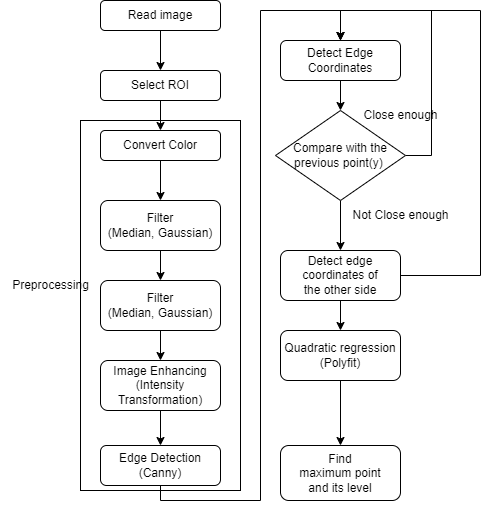 Read image
Select ROI
Convert Color
Filter
(Median, Gaussian)
Preprocessing
Filter
(Median, Gaussian)
Image Enhancing
(Intensity
Transformation)
Edge Detection
(Canny)
Detect Edge
Coordinates
Close enough
Compare with the
previous point(y)
Not Close enough
Detect edge
coordinates of
the other side
Quadratic regression
(Polyfit)
Find
maximum point
and its level